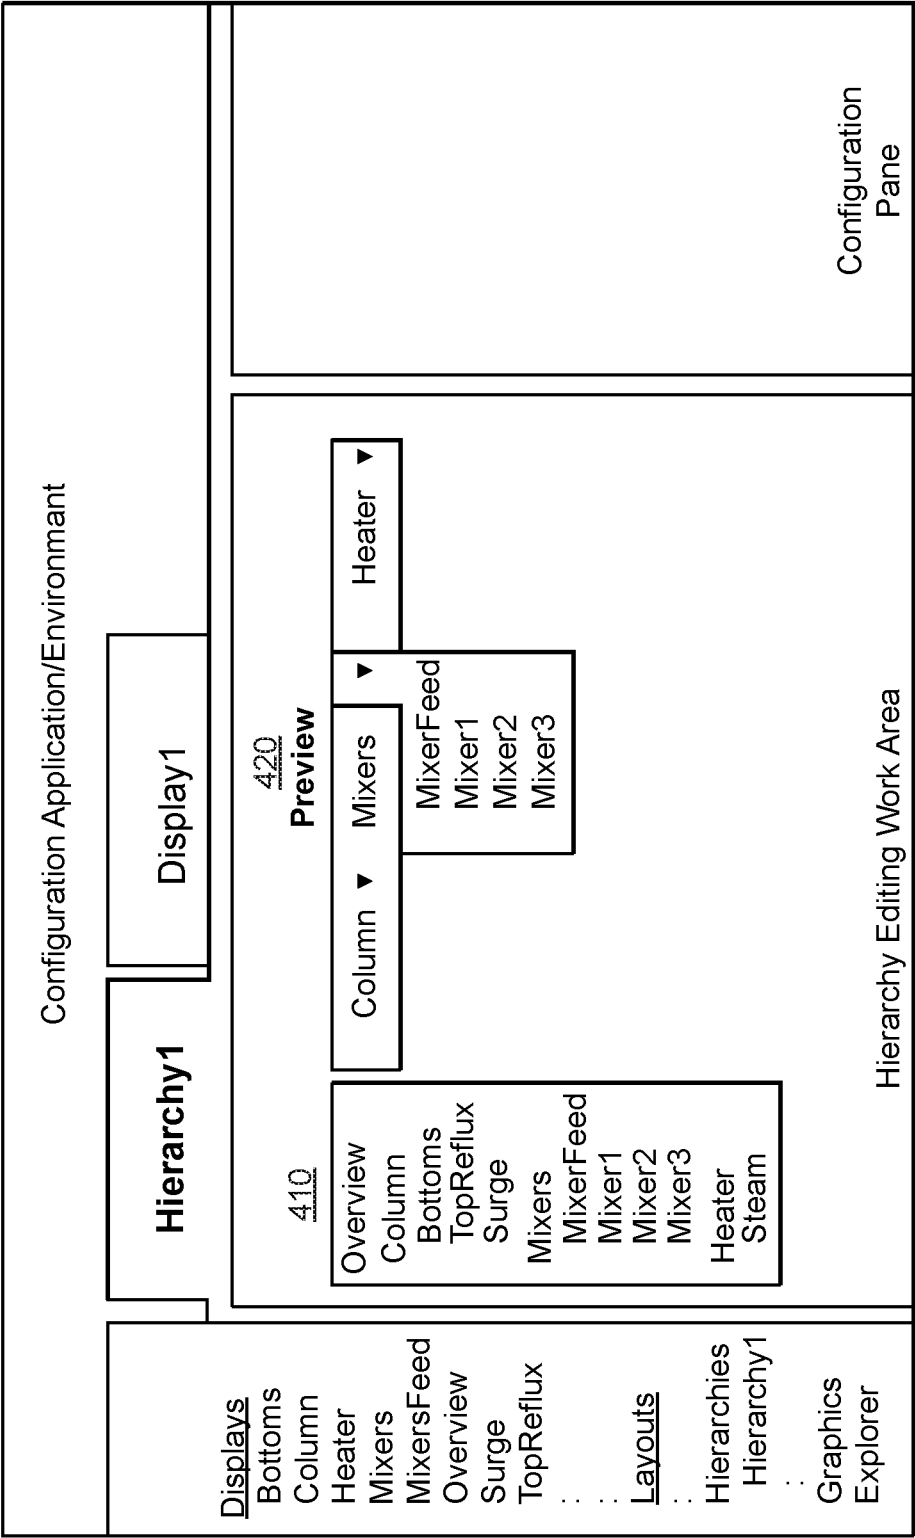 Configuration Application/Environmant
Hierarchy1
Display1
Displays
Bottoms
Column
Heater
Mixers
MixersFeed
Overview
Surge
TopReflux
:
:
Layouts
:
Hierarchies
Hierarchy1
:
Graphics
Explorer
410
Overview
Column
Bottoms
TopReflux
Surge
Mixers
MixerFeed
Mixer1
Mixer2
Mixer3
Heater
Steam
420
Preview
Column ▼ Mixers ▼ Heater ▼
MixerFeed
Mixer1
Mixer2
Mixer3
Hierarchy Editing Work Area
Configuration
Pane